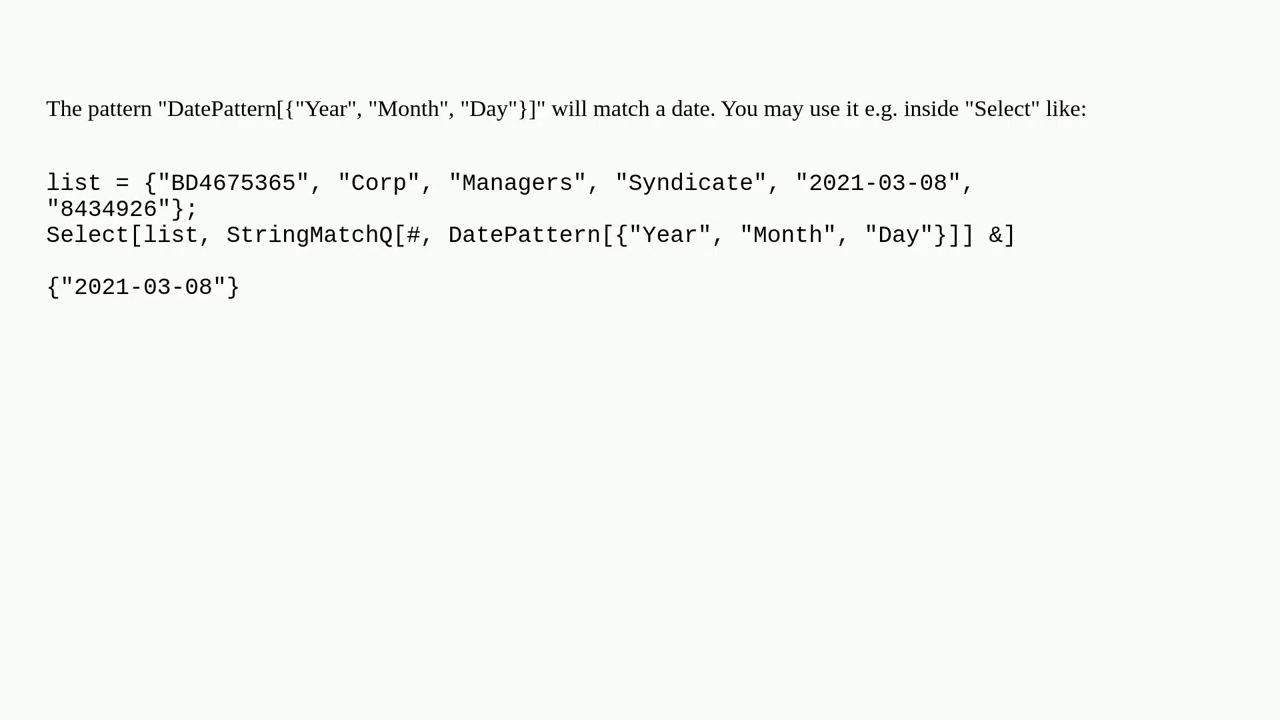 The pattern "DatePattern[{"Year", "Month", "Day"}]" will match a date. You may use it e.g. inside "Select" like:
list = {"BD4675365", "Corp", "Managers", "Syndicate", "2021-03-08",
"8434926"};
Select[list, StringMatchQ[#, DatePattern[{"Year", "Month", "Day"}]] &]
{"2021-03-08"}